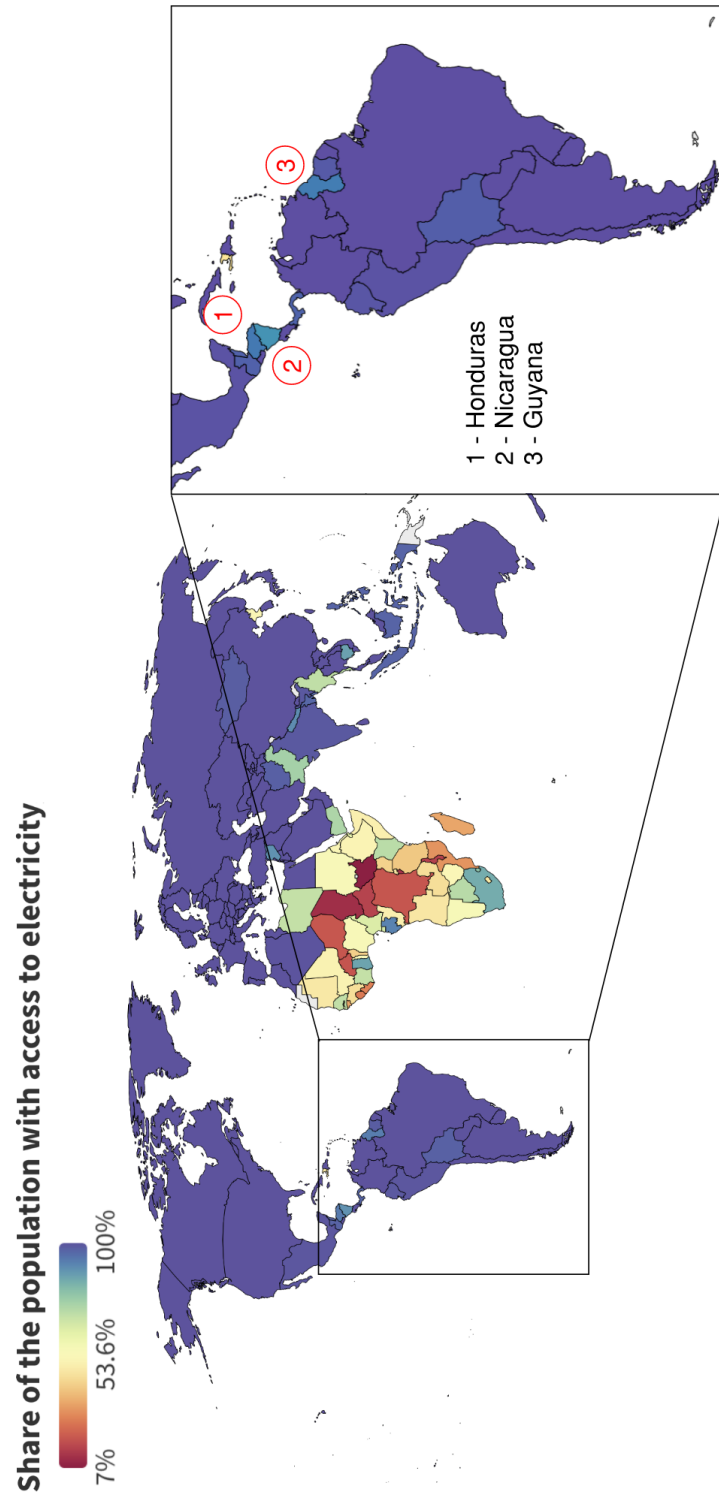 Share of the population with access to electricity
7% 53.6% 100%
1
2
3
1 - Honduras
2 - Nicaragua
3 - Guyana